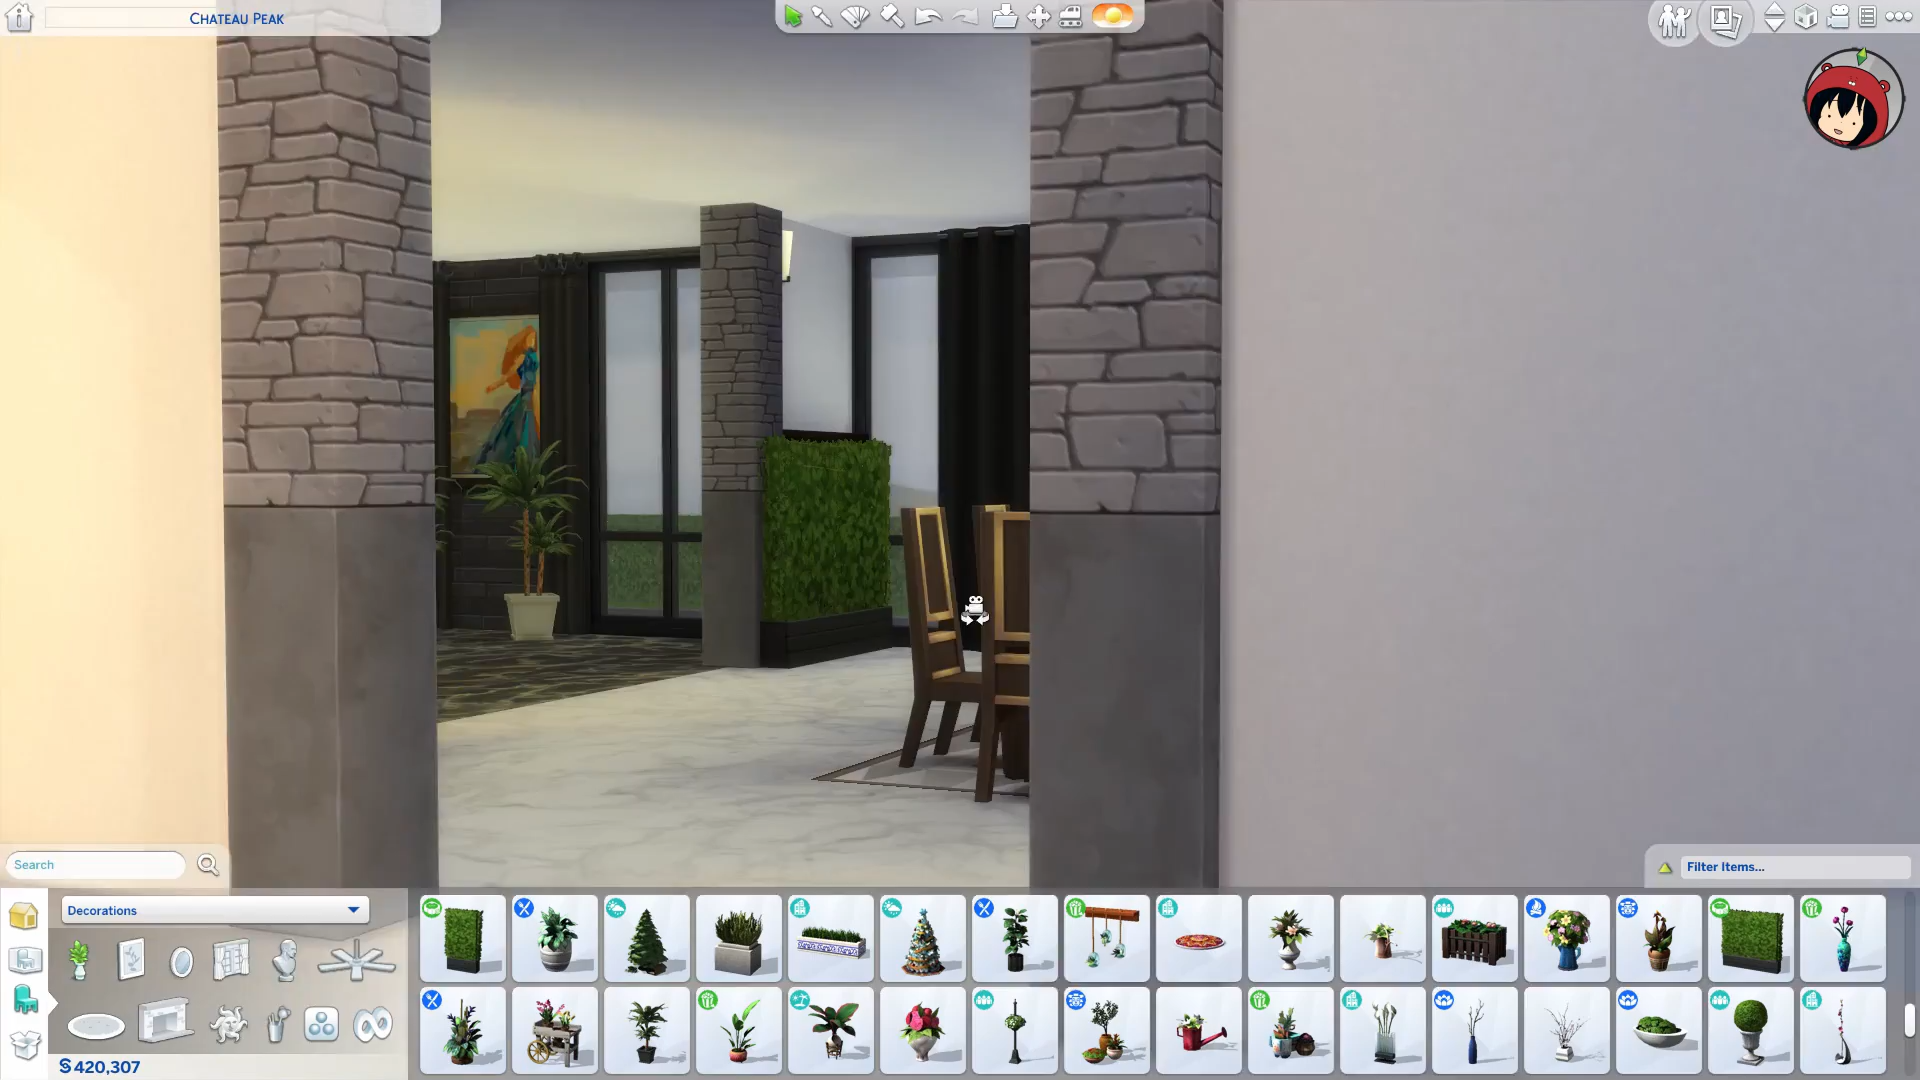 CHATEAU PEAK
Search
Filter Items...
Decorations
§420,307